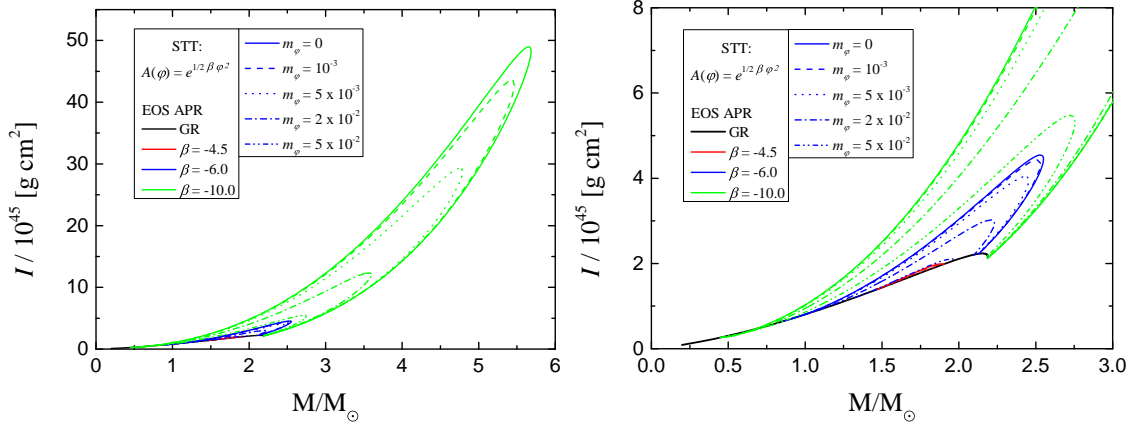 50
40
30
20
10
0
I / 10^45 [g cm^2]
STT:
A(φ) = e^{1/2 β φ^2}
EOS APR
GR
β = -4.5
β = -6.0
β = -10.0
m_φ = 0
m_φ = 10^-3
m_φ = 5 x 10^-3
m_φ = 2 x 10^-2
m_φ = 5 x 10^-2
0 1 2 3 4 5 6
M/M_⊙
8
6
4
2
0
I / 10^45 [g cm^2]
STT:
A(φ) = e^{1/2 β φ^2}
EOS APR
GR
β = -4.5
β = -6.0
β = -10.0
m_φ = 0
m_φ = 10^-3
m_φ = 5 x 10^-3
m_φ = 2 x 10^-2
m_φ = 5 x 10^-2
0.0 0.5 1.0 1.5 2.0 2.5 3.0
M/M_⊙